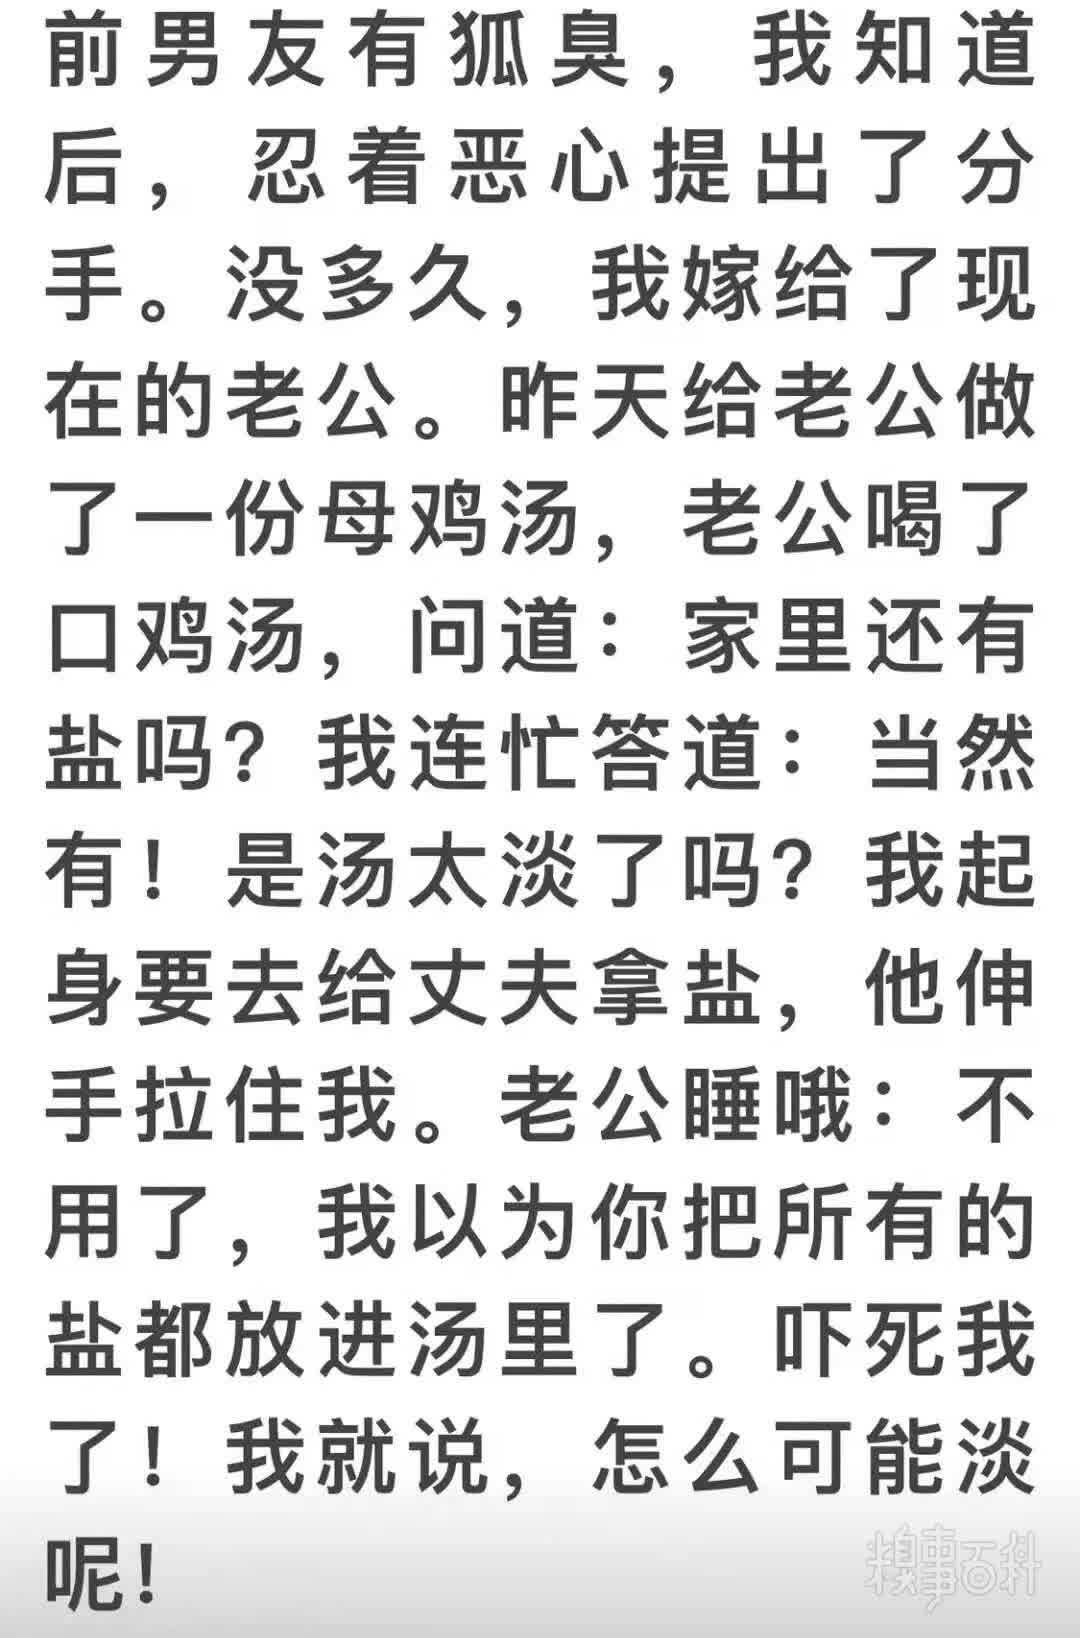 前男友有狐臭，我知道
后，忍着恶心提出了分
手。没多久，我嫁给了现
在的老公。昨天给老公做
了一份母鸡汤，老公喝了
口鸡汤，问道：家里还有
盐吗？我连忙答道：当然
有！是汤太淡了吗？我起
身要去给丈夫拿盐，他伸
手拉住我。老公睡哦：不
用了，我以为你把所有的
盐都放进汤里了。吓死我
了！我就说，怎么可能淡
呢！
糗事百科